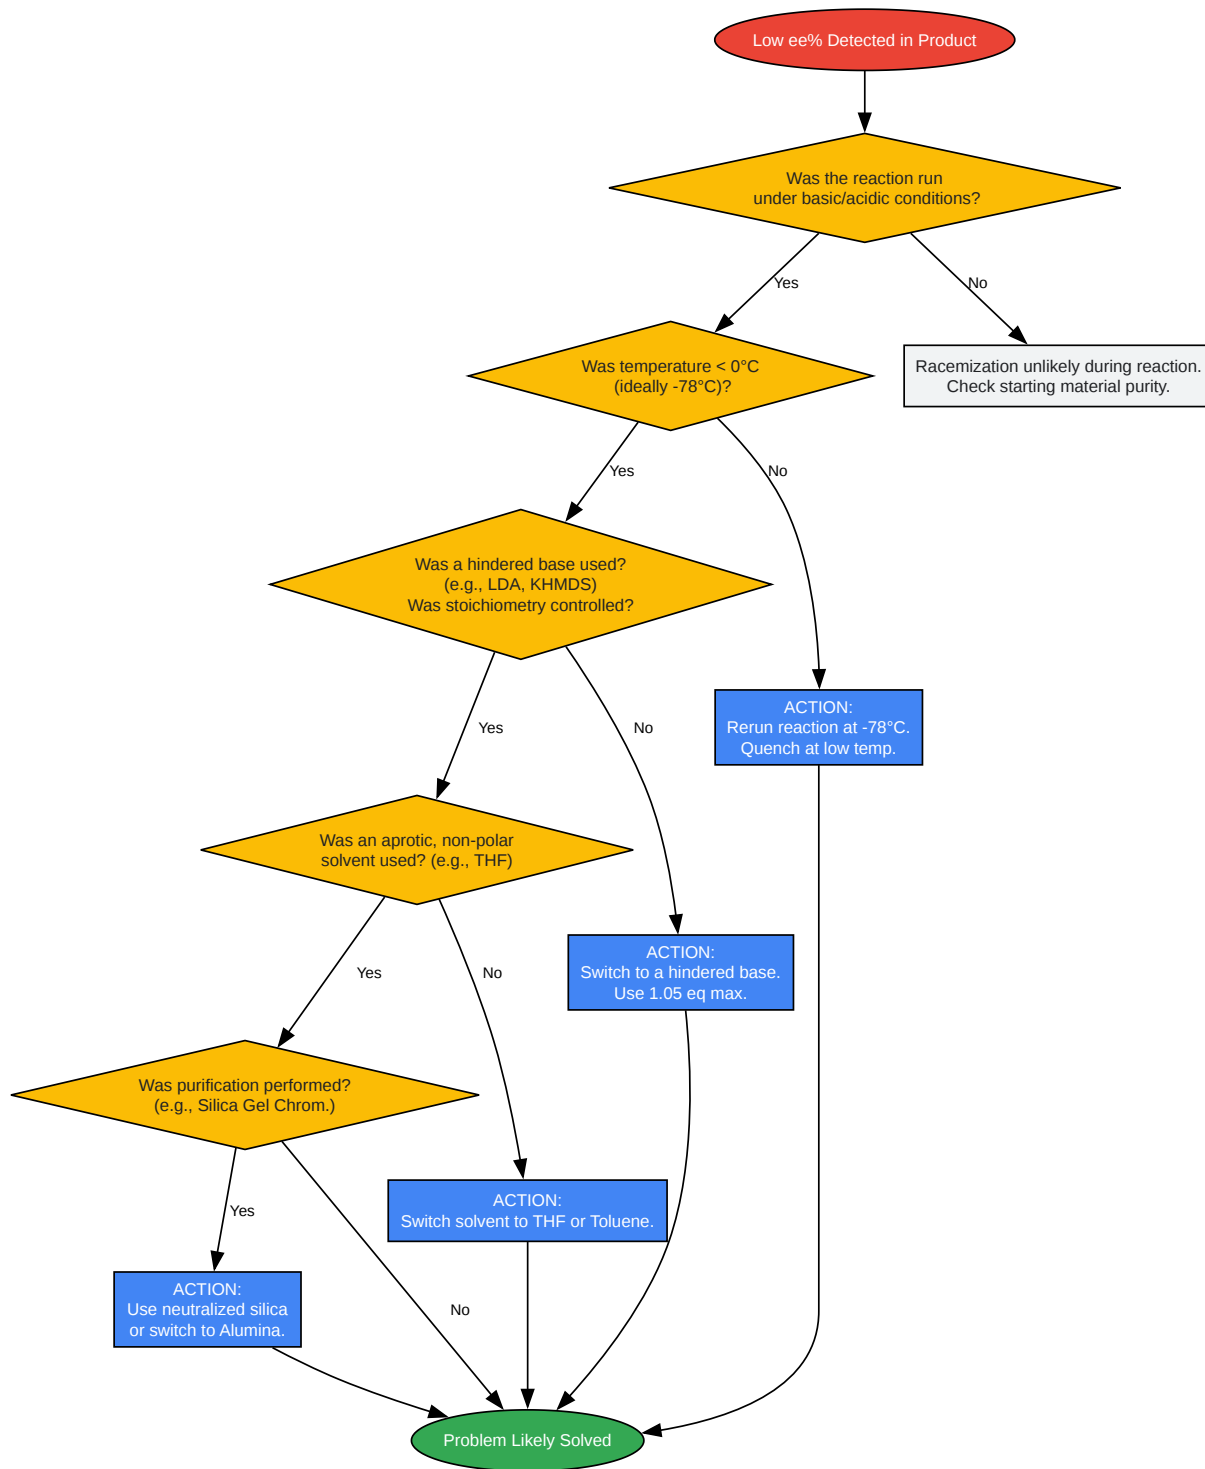 Low ee% Detected in Product
Was the reaction run
under basic/acidic conditions?
Yes
No
Was temperature < 0°C
(ideally -78°C)?
Racemization unlikely during reaction.
Check starting material purity.
Yes
No
Was a hindered base used?
(e.g., LDA, KHMDS)
Was stoichiometry controlled?
ACTION:
Rerun reaction at -78°C.
Quench at low temp.
Yes
No
Was an aprotic, non-polar
solvent used? (e.g., THF)
ACTION:
Switch to a hindered base.
Use 1.05 eq max.
Yes
No
Was purification performed?
(e.g., Silica Gel Chrom.)
ACTION:
Switch solvent to THF or Toluene.
Yes
No
ACTION:
Use neutralized silica
or switch to Alumina.
Problem Likely Solved